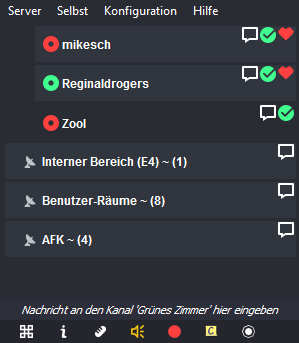 Server Selbst Konfiguration Hilfe
mikesch
Reginaldrogers
Zool
Interner Bereich (E4) ~ (1)
Benutzer-Räume ~ (8)
AFK ~ (4)
Nachricht an den Kanal 'Grünes Zimmer' hier eingeben
C